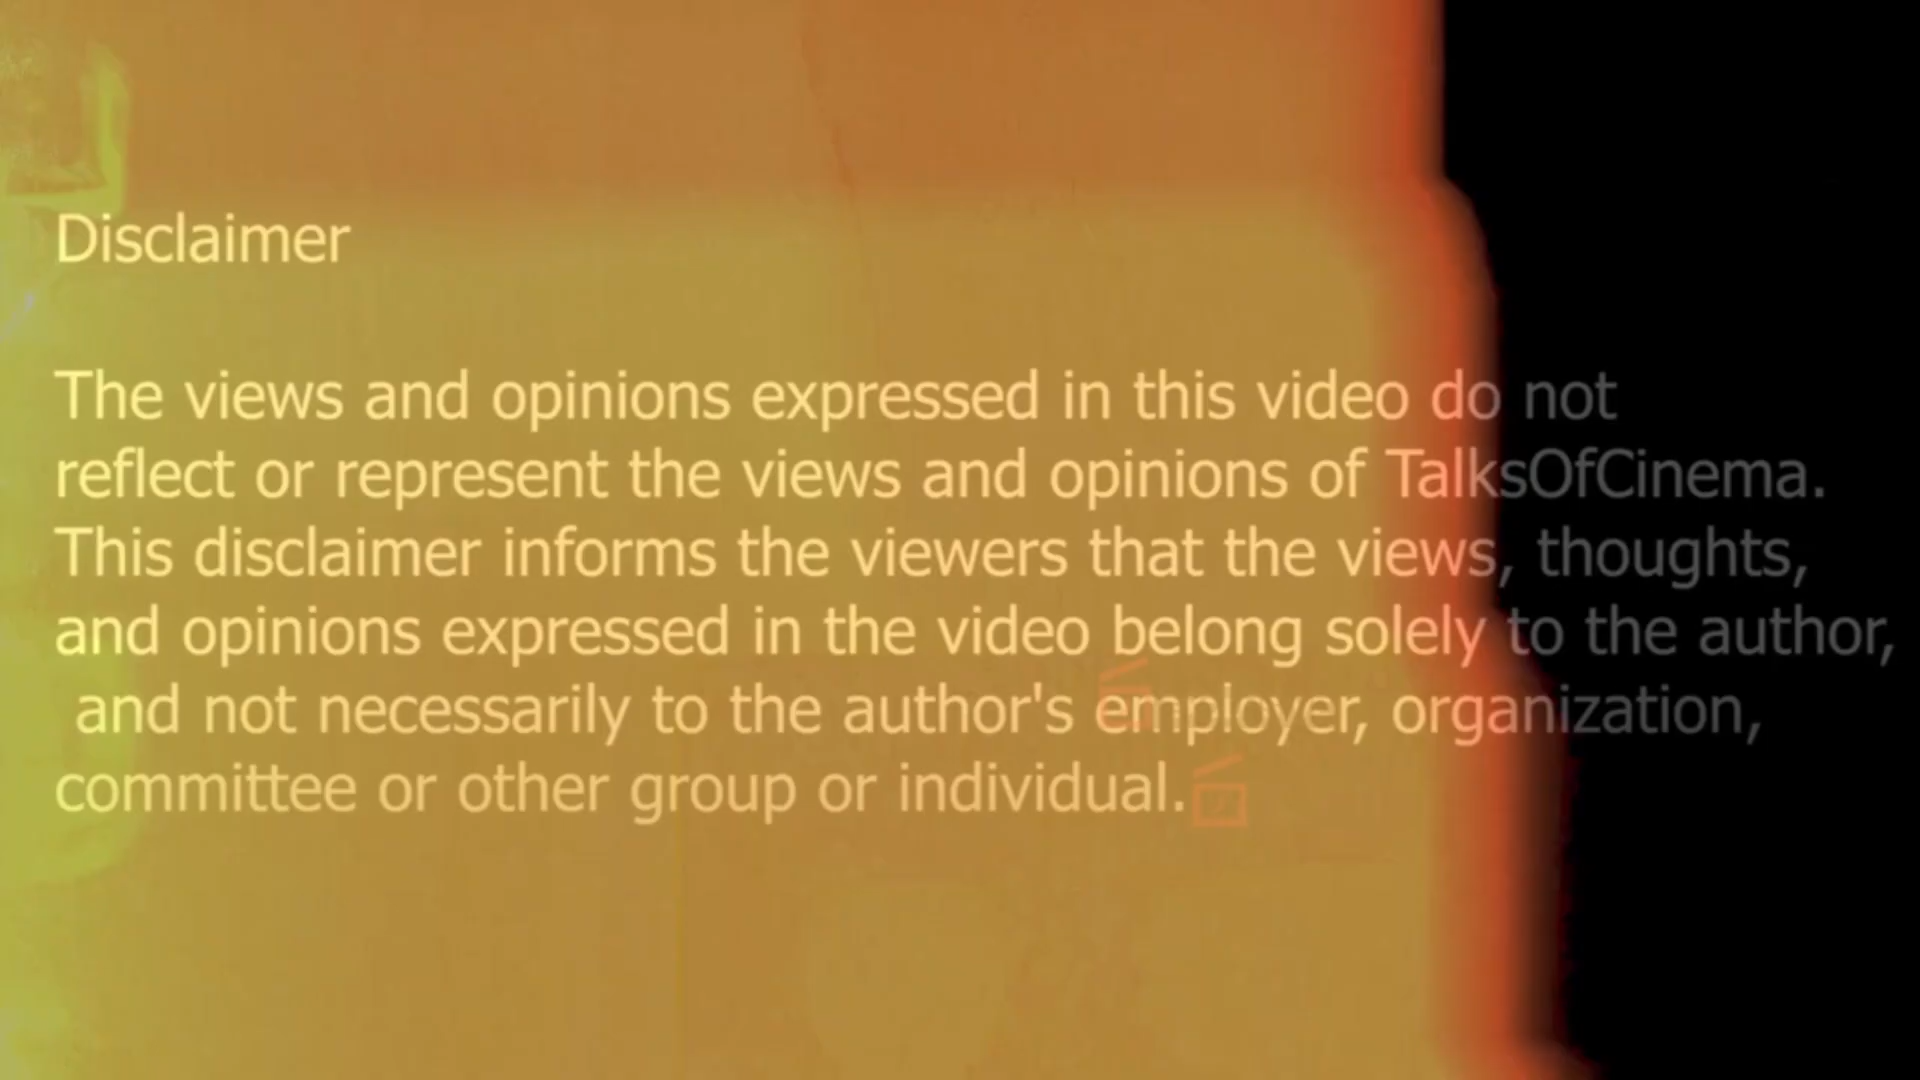 Disclaimer
The views and opinions expressed in this video do not
reflect or represent the views and opinions of TalksOfCinema.
This disclaimer informs the viewers that the views, thoughts,
and opinions expressed in the video belong solely to the author,
and not necessarily to the author's employer, organization,
committee or other group or individual.